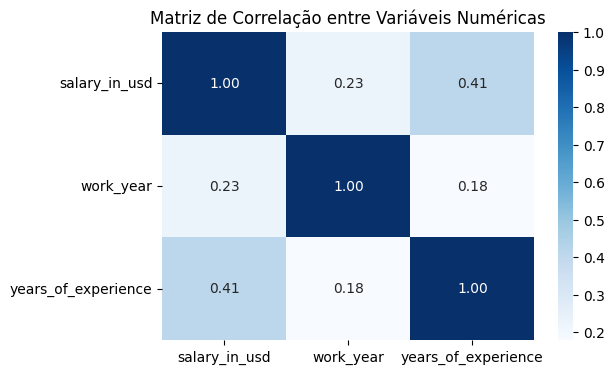 Matriz de Correlação entre Variáveis Numéricas
salary_in_usd 1.00 0.23 0.41
work_year 0.23 1.00 0.18
years_of_experience 0.41 0.18 1.00
salary_in_usd work_year years_of_experience
1.0
0.9
0.8
0.7
0.6
0.5
0.4
0.3
0.2